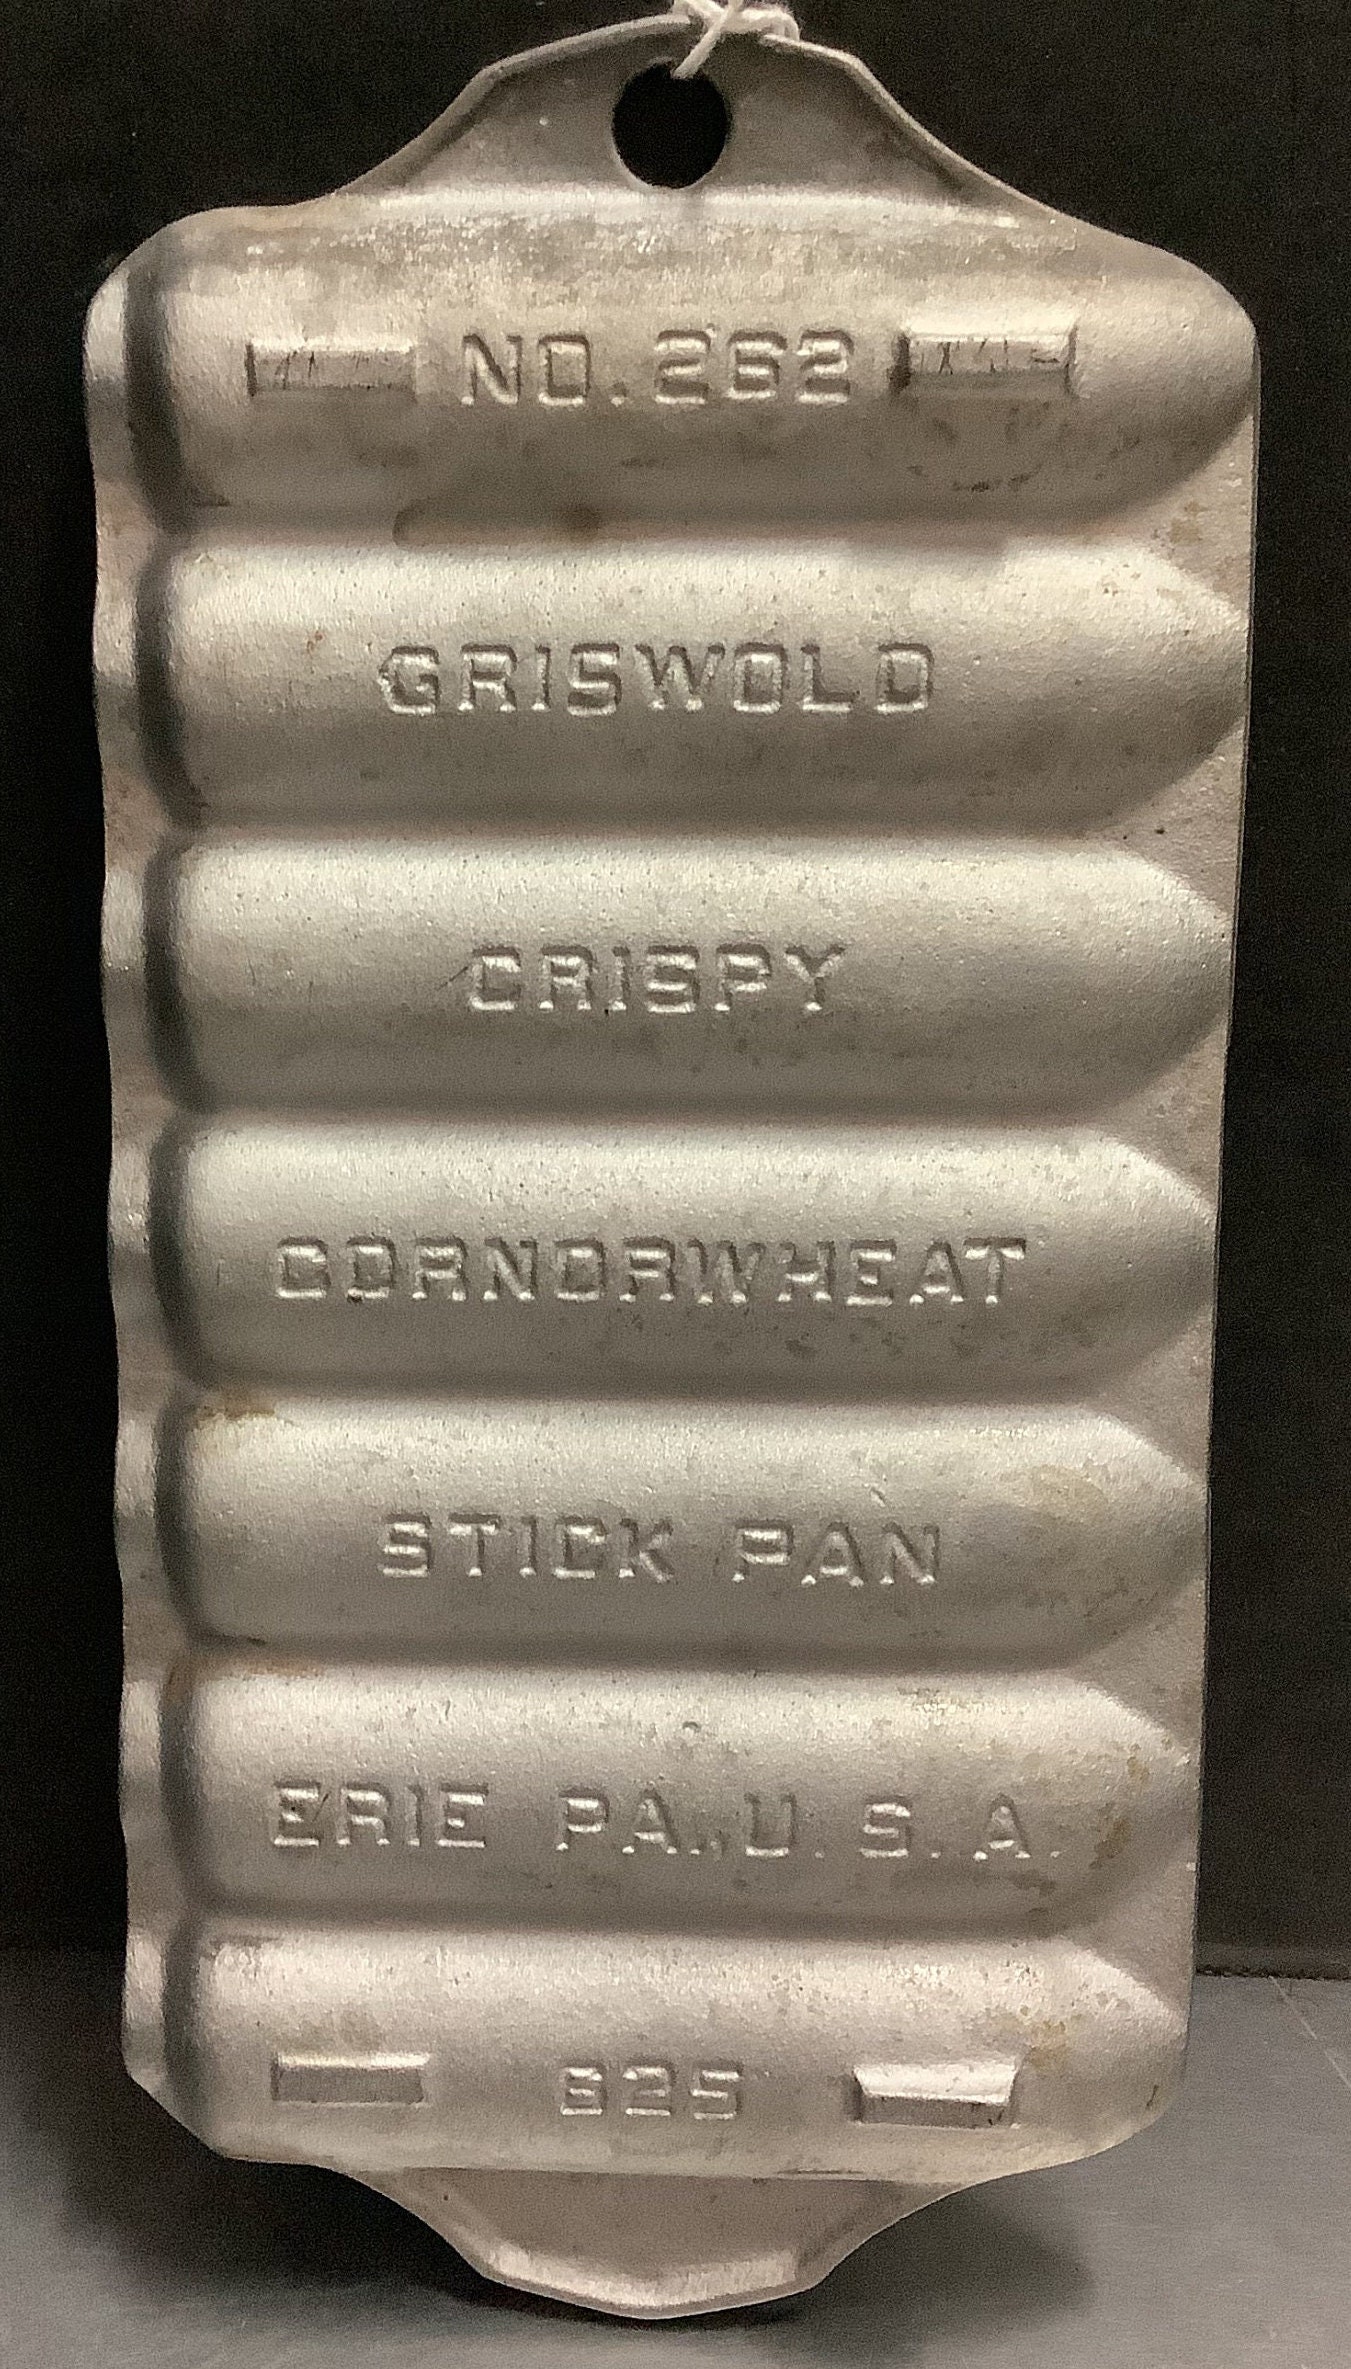 NO. 262
GRISWOLD
CRISPY
CORNORWHEAT
STICK PAN
ERIE PA., U.S.A.
625